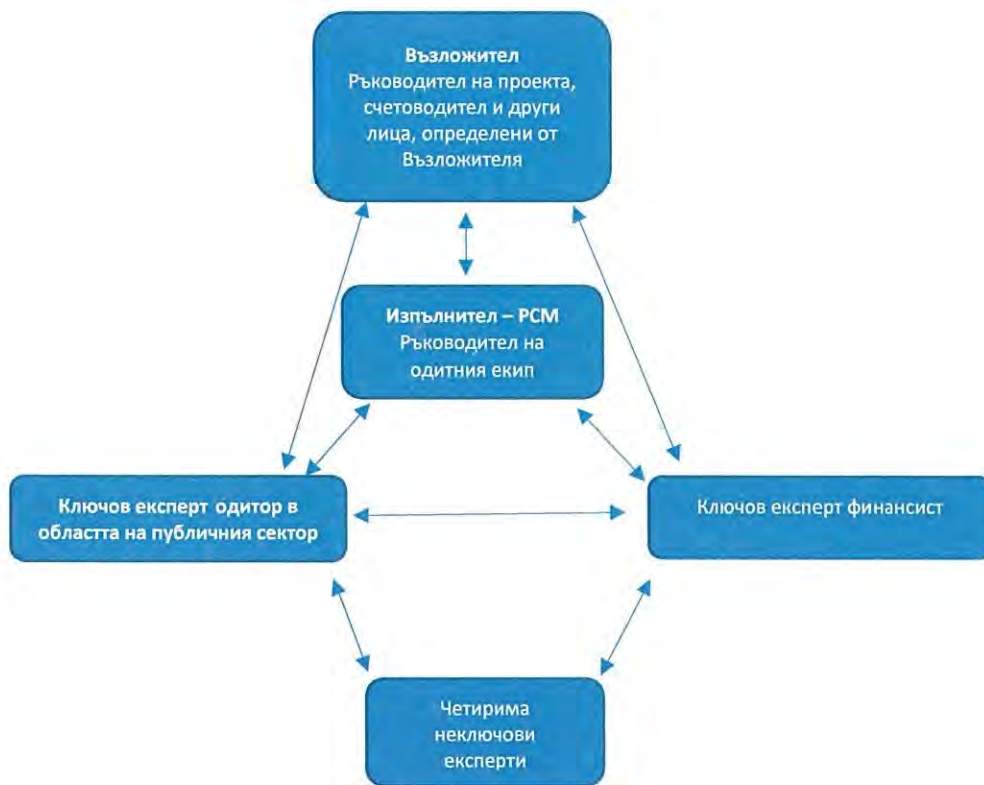 Възложител
Ръководител на проекта,
счетоводител и други
лица, определени от
Възложителя
Изпълнител – РСМ
Ръководител на
одитния екип
Ключов експерт одитор в
областта на публичния сектор
Ключов експерт финансист
Четирима
неключови
експерти